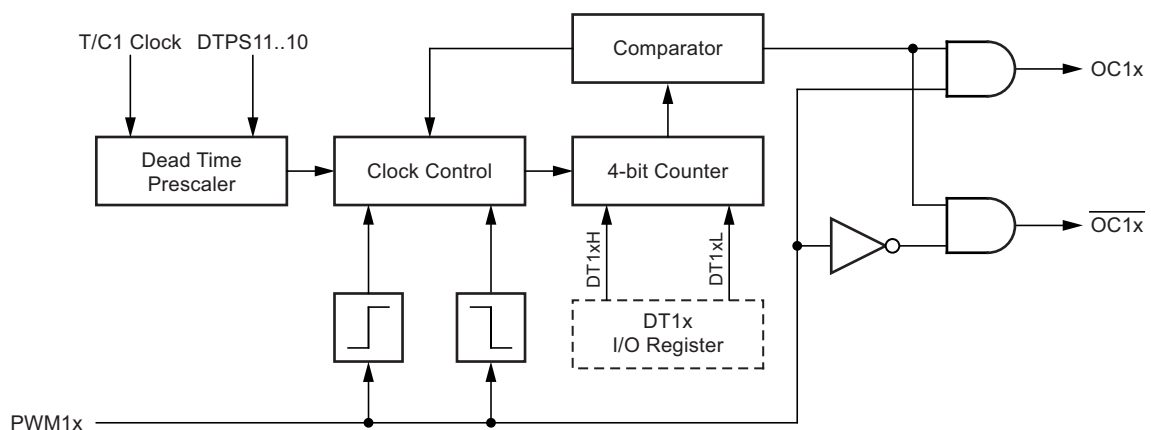 T/C1 Clock
DTPS11..10
Comparator
OC1x
Dead Time
Prescaler
Clock Control
4-bit Counter
OC1x
DT1xH
DT1xL
DT1x
I/O Register
PWM1x